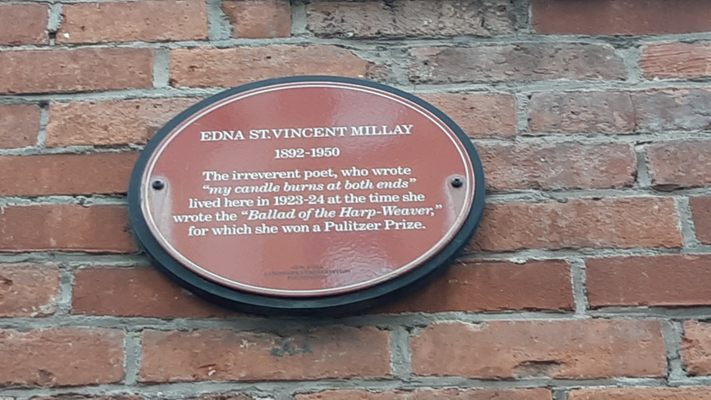 EDNA ST.VINCENT MILLAY
1892-1950
The irreverent poet, who wrote
"my candle burns at both ends"
lived here in 1923-24 at the time she
wrote the "Ballad of the Harp-Weaver,"
for which she won a Pulitzer Prize.